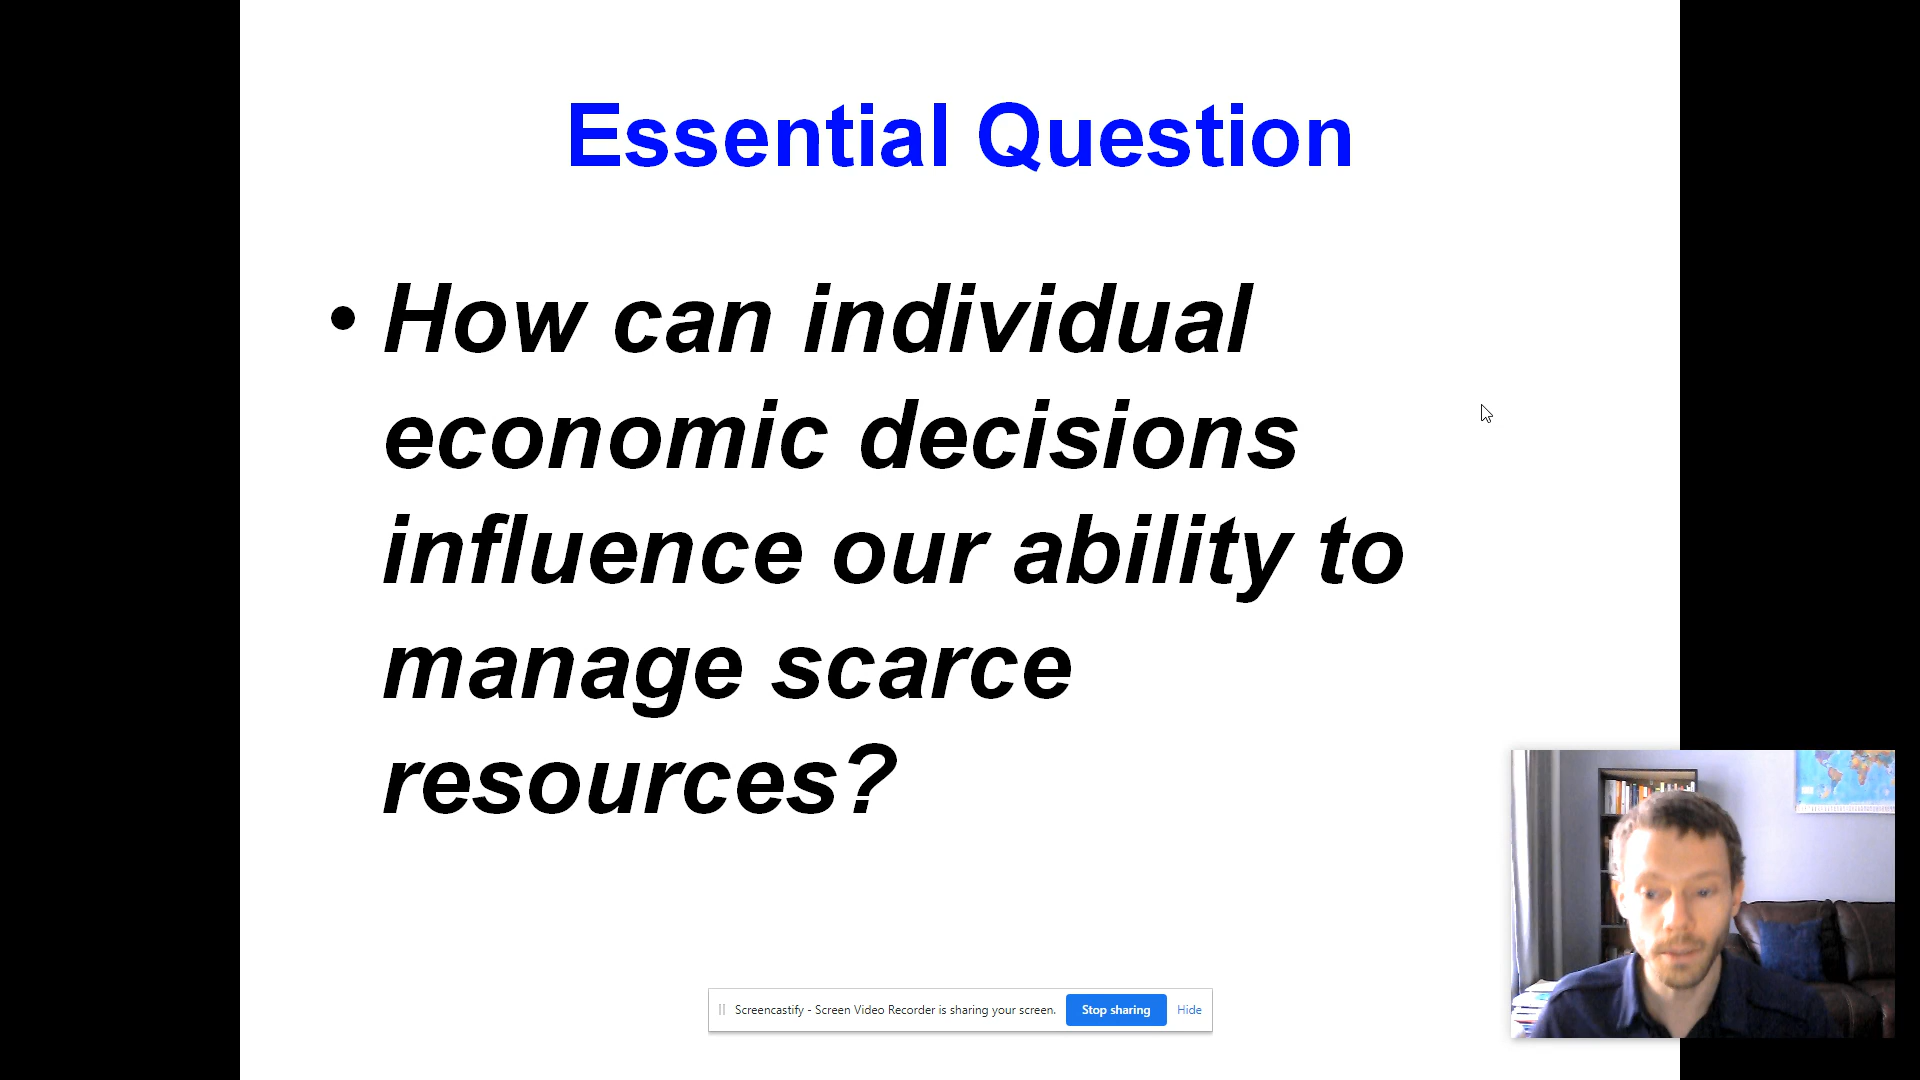 Essential Question
• How can individual
economic decisions
influence our ability to
manage scarce
resources?
Screencastify - Screen Video Recorder is sharing your screen. Stop sharing Hide